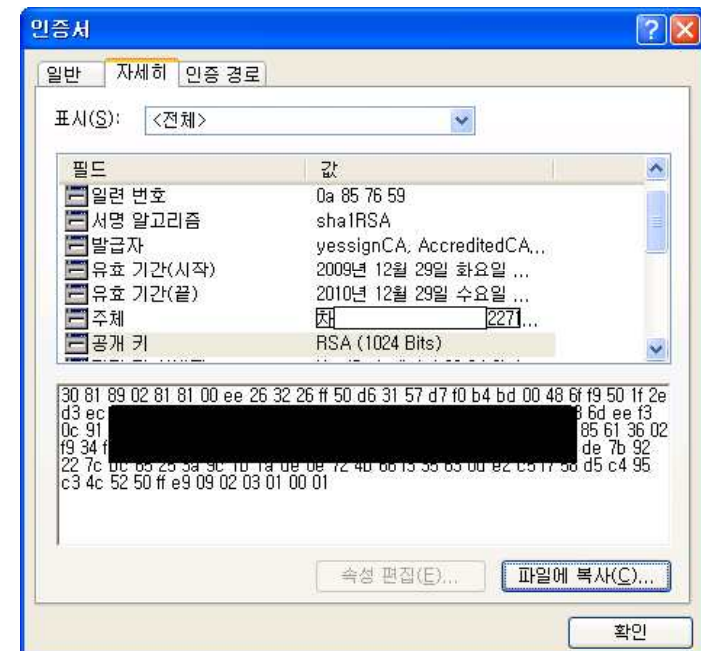 인증서
일반 자세히 인증 경로
표시(S): <전체>
필드 값
일련 번호 0a 85 76 59
서명 알고리즘 sha1RSA
발급자 yessignCA, AccreditedCA,...
유효 기간(시작) 2009년 12월 29일 화요일 ...
유효 기간(끝) 2010년 12월 29일 수요일 ...
주체 차 2271...
공개 키 RSA (1024 Bits)
30 81 89 02 81 81 00 ee 26 32 26 ff 50 d6 31 57 d7 f0 b4 bd 00 48 6f f9 50 1f 2e
d3 ec 6d ee f3
0c 91 85 61 36 02
f9 34 de 7b 92
22 7c d5 c4 95
c3 4c 52 50 ff e9 09 02 03 01 00 01
속성 편집(E)... 파일에 복사(C)...
확인